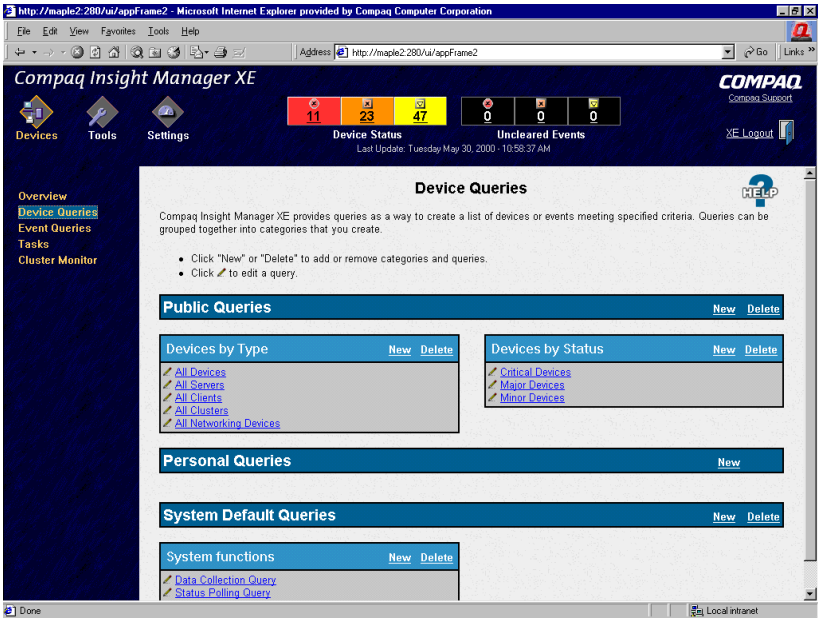 http://maple2:280/ui/appFrame2 - Microsoft Internet Explorer provided by Compaq Computer Corporation
File Edit View Favorites Tools Help
Address http://maple2:280/ui/appFrame2 Go Links »
Compaq Insight Manager XE
COMPAQ
Compaq Support
Devices Tools Settings
11 23 47 0 0 0
Device Status Uncleared Events
Last Update: Tuesday May 30, 2000 - 10:58:37 AM
XE Logout
Overview
Device Queries
Event Queries
Tasks
Cluster Monitor
Device Queries
HELP
Compaq Insight Manager XE provides queries as a way to create a list of devices or events meeting specified criteria. Queries can be
grouped together into categories that you create.
• Click "New" or "Delete" to add or remove categories and queries.
• Click to edit a query.
Public Queries New Delete
Devices by Type New Delete
All Devices
All Servers
All Clients
All Clusters
All Networking Devices
Devices by Status New Delete
Critical Devices
Major Devices
Minor Devices
Personal Queries New
System Default Queries New Delete
System functions New Delete
Data Collection Query
Status Polling Query
Done Local intranet